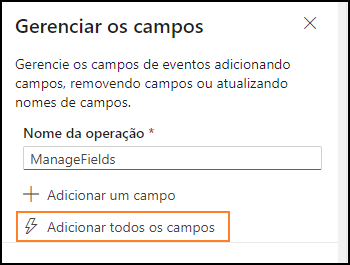 Gerenciar os campos
Gerencie os campos de eventos adicionando
campos, removendo campos ou atualizando
nomes de campos.
Nome da operação *
ManageFields
Adicionar um campo
Adicionar todos os campos